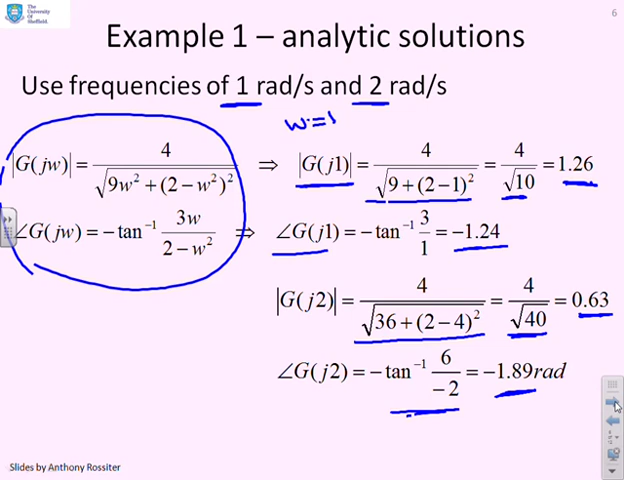 The University Of Sheffield.
6
Example 1 – analytic solutions
Use frequencies of 1 rad/s and 2 rad/s
w=1
|G(jw)| = 4 / √(9w² + (2 − w²)²) ⇒ |G(j1)| = 4 / √(9 + (2 − 1)²) = 4 / √10 = 1.26
∠G(jw) = −tan⁻¹ 3w / (2 − w²) ⇒ ∠G(j1) = −tan⁻¹ 3/1 = −1.24
|G(j2)| = 4 / √(36 + (2 − 4)²) = 4 / √40 = 0.63
∠G(j2) = −tan⁻¹ 6/−2 = −1.89rad
Slides by Anthony Rossiter